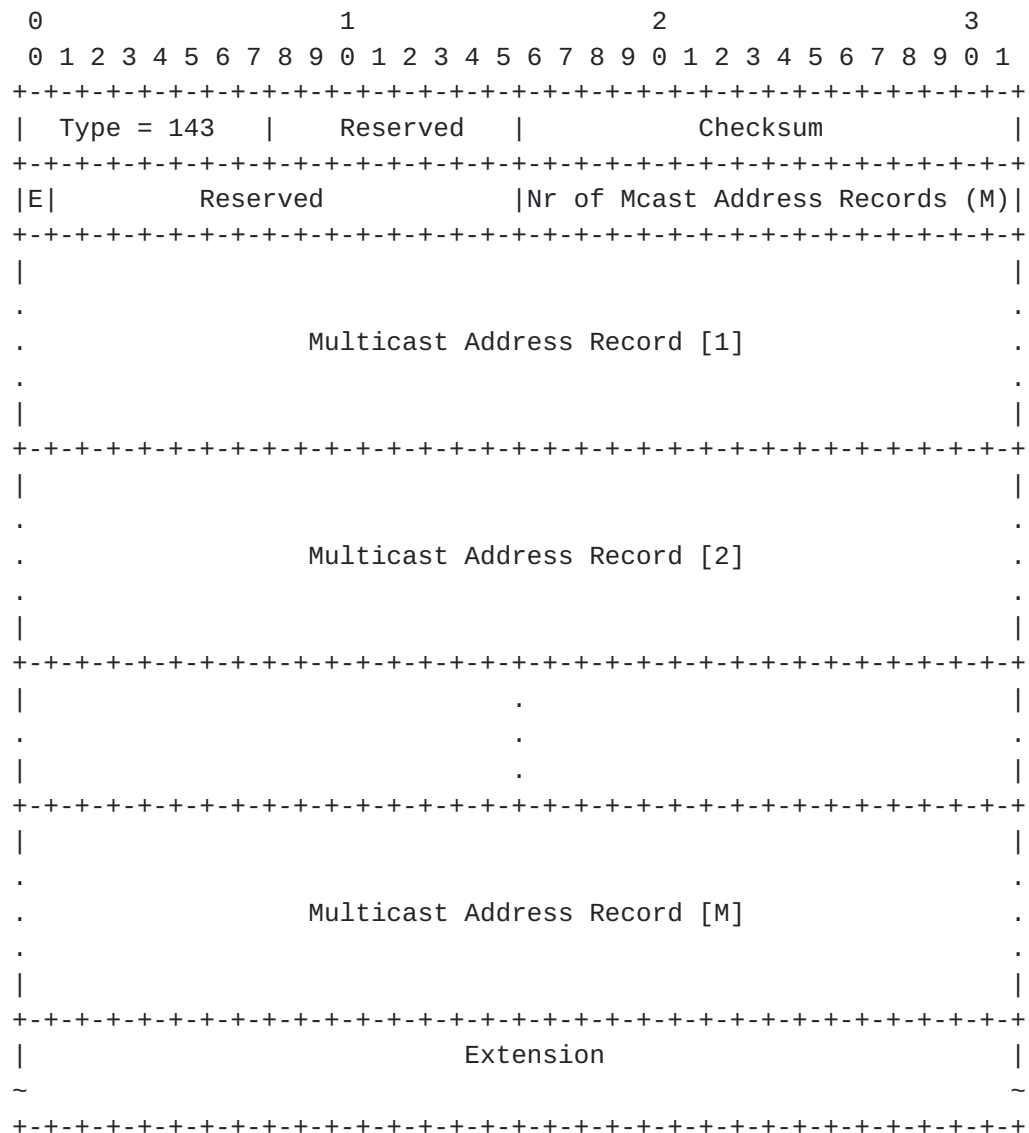 0                   1                   2                   3
 0 1 2 3 4 5 6 7 8 9 0 1 2 3 4 5 6 7 8 9 0 1 2 3 4 5 6 7 8 9 0 1
+-+-+-+-+-+-+-+-+-+-+-+-+-+-+-+-+-+-+-+-+-+-+-+-+-+-+-+-+-+-+-+-+
|  Type = 143   |    Reserved   |           Checksum            |
+-+-+-+-+-+-+-+-+-+-+-+-+-+-+-+-+-+-+-+-+-+-+-+-+-+-+-+-+-+-+-+-+
|E|         Reserved            |Nr of Mcast Address Records (M)|
+-+-+-+-+-+-+-+-+-+-+-+-+-+-+-+-+-+-+-+-+-+-+-+-+-+-+-+-+-+-+-+-+
|                                                               |
.                                                               .
.                  Multicast Address Record [1]                 .
.                                                               .
|                                                               |
+-+-+-+-+-+-+-+-+-+-+-+-+-+-+-+-+-+-+-+-+-+-+-+-+-+-+-+-+-+-+-+-+
|                                                               |
.                                                               .
.                  Multicast Address Record [2]                 .
.                                                               .
|                                                               |
+-+-+-+-+-+-+-+-+-+-+-+-+-+-+-+-+-+-+-+-+-+-+-+-+-+-+-+-+-+-+-+-+
|                               .                               |
.                               .                               .
|                               .                               |
+-+-+-+-+-+-+-+-+-+-+-+-+-+-+-+-+-+-+-+-+-+-+-+-+-+-+-+-+-+-+-+-+
|                                                               |
.                                                               .
.                  Multicast Address Record [M]                 .
.                                                               .
|                                                               |
+-+-+-+-+-+-+-+-+-+-+-+-+-+-+-+-+-+-+-+-+-+-+-+-+-+-+-+-+-+-+-+-+
|                            Extension                          |
~                                                               ~
+-+-+-+-+-+-+-+-+-+-+-+-+-+-+-+-+-+-+-+-+-+-+-+-+-+-+-+-+-+-+-+-+